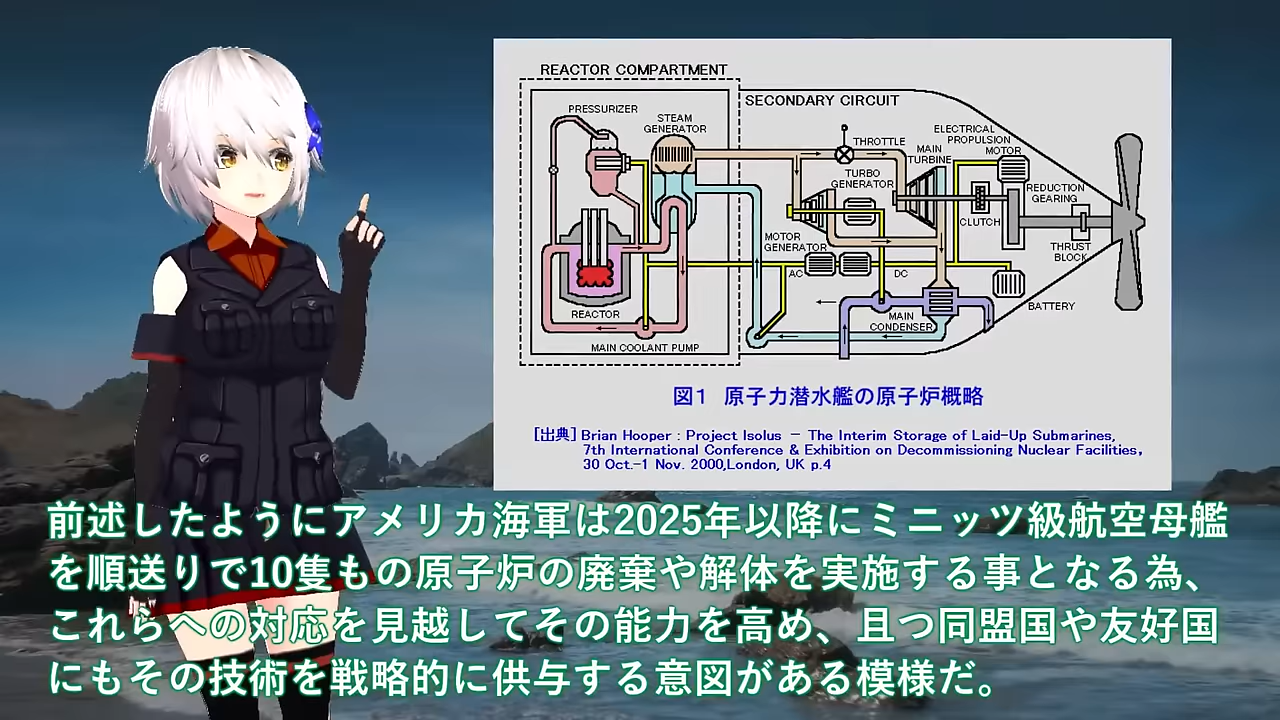 REACTOR COMPARTMENT
SECONDARY CIRCUIT
PRESSURIZER
STEAM
GENERATOR
THROTTLE
ELECTRICAL
PROPULSION
MOTOR
MAIN
TURBINE
TURBO
GENERATOR
REDUCTION
GEARING
CLUTCH
MOTOR
GENERATOR
THRUST
BLOCK
AC
DC
BATTERY
REACTOR
MAIN
CONDENSER
MAIN COOLANT PUMP
図1 原子力潜水艦の原子炉概略
[出典] Brian Hooper : Project Isolus － The Interim Storage of Laid-Up Submarines,
7th International Conference & Exhibition on Decommissioning Nuclear Facilities,
30 Oct.-1 Nov. 2000,London, UK p.4
前述したようにアメリカ海軍は2025年以降にミニッツ級航空母艦
を順送りで10隻もの原子炉の廃棄や解体を実施する事となる為、
これらへの対応を見越してその能力を高め、且つ同盟国や友好国
にもその技術を戦略的に供与する意図がある模様だ。